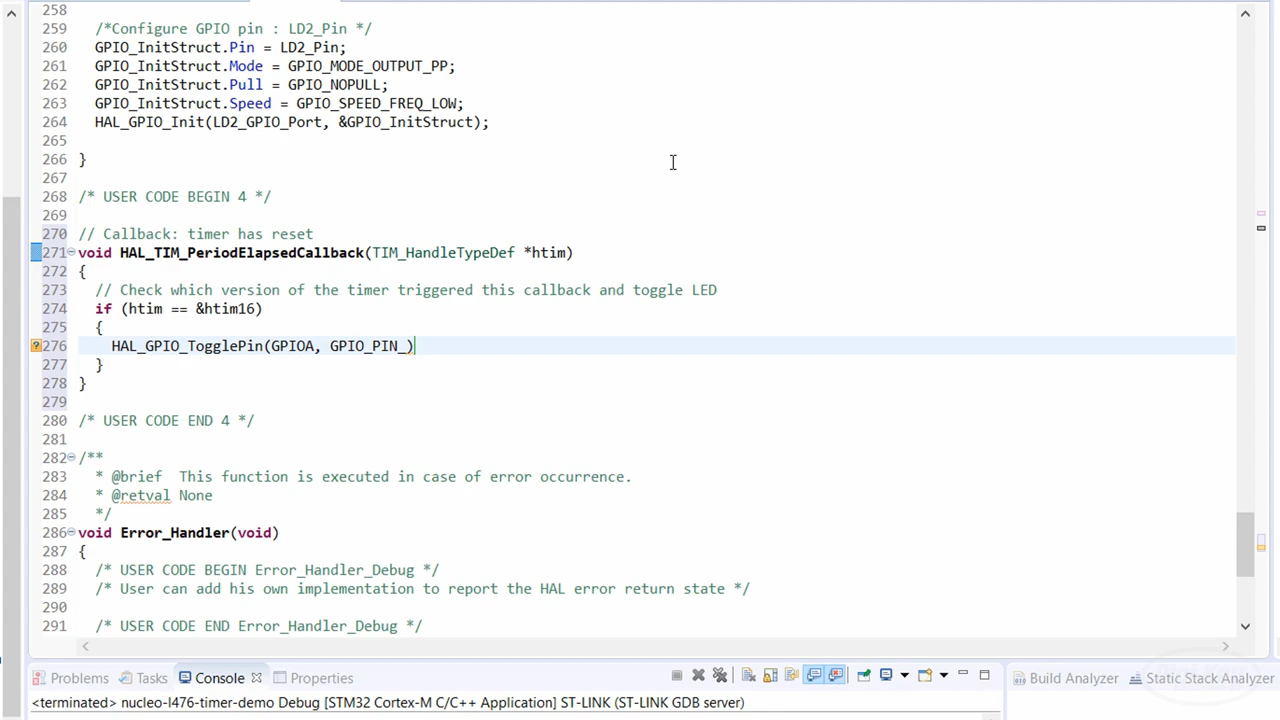 258
259 /*Configure GPIO pin : LD2_Pin */
260 GPIO_InitStruct.Pin = LD2_Pin;
261 GPIO_InitStruct.Mode = GPIO_MODE_OUTPUT_PP;
262 GPIO_InitStruct.Pull = GPIO_NOPULL;
263 GPIO_InitStruct.Speed = GPIO_SPEED_FREQ_LOW;
264 HAL_GPIO_Init(LD2_GPIO_Port, &GPIO_InitStruct);
265
266 }
267
268 /* USER CODE BEGIN 4 */
269
270 // Callback: timer has reset
271 void HAL_TIM_PeriodElapsedCallback(TIM_HandleTypeDef *htim)
272 {
273 // Check which version of the timer triggered this callback and toggle LED
274 if (htim == &htim16)
275 {
276 HAL_GPIO_TogglePin(GPIOA, GPIO_PIN_)
277 }
278 }
279
280 /* USER CODE END 4 */
281
282 /**
283 * @brief  This function is executed in case of error occurrence.
284 * @retval None
285 */
286 void Error_Handler(void)
287 {
288 /* USER CODE BEGIN Error_Handler_Debug */
289 /* User can add his own implementation to report the HAL error return state */
290
291 /* USER CODE END Error_Handler_Debug */
Problems Tasks Console Properties Build Analyzer Static Stack Analyzer
<terminated> nucleo-l476-timer-demo Debug [STM32 Cortex-M C/C++ Application] ST-LINK (ST-LINK GDB server)